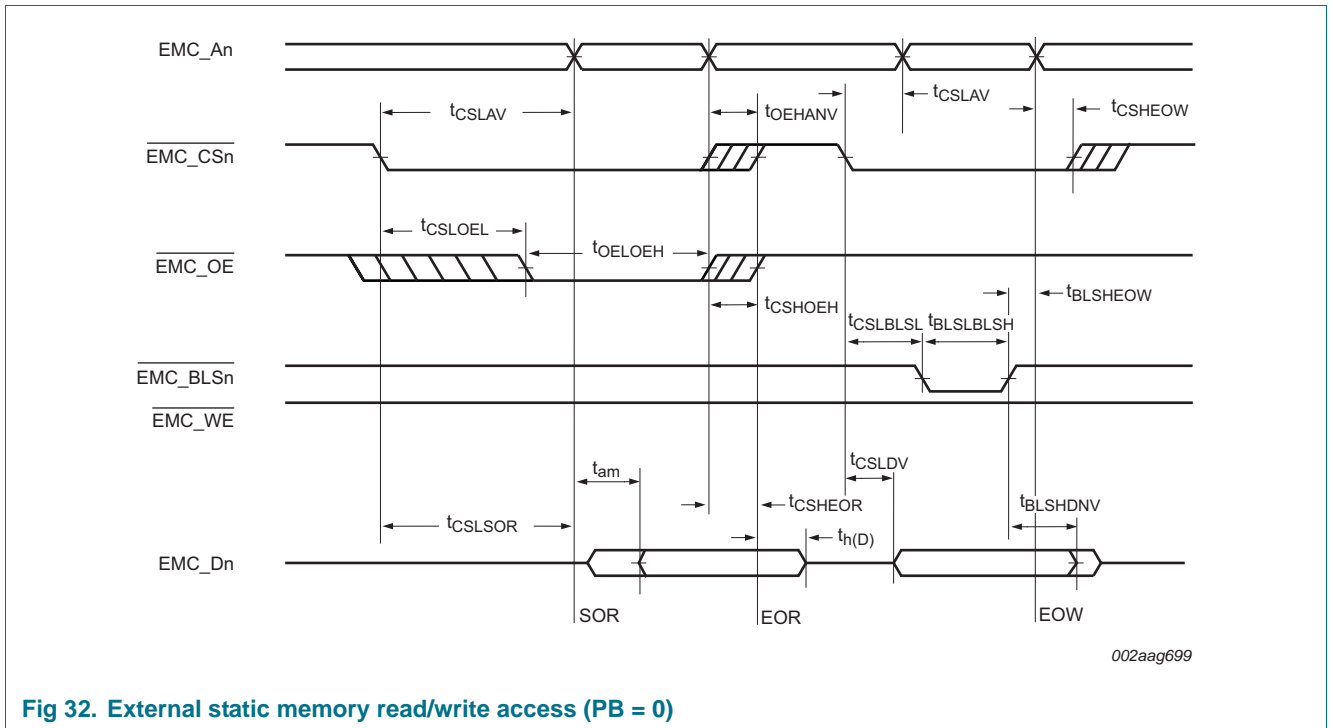 EMC_An
tCSLAV
tOEHANV
tCSLAV
tCSHEOW
EMC_CSn
tCSLOEL
tOELOEH
EMC_OE
tCSHOEH
tBLSHEOW
tCSLBLSL
tBLSLBLSH
EMC_BLSn
EMC_WE
tam
tCSLDV
tCSHEOR
tBLSHDNV
tCSLSOR
th(D)
EMC_Dn
SOR
EOR
EOW
002aag699
Fig 32. External static memory read/write access (PB = 0)